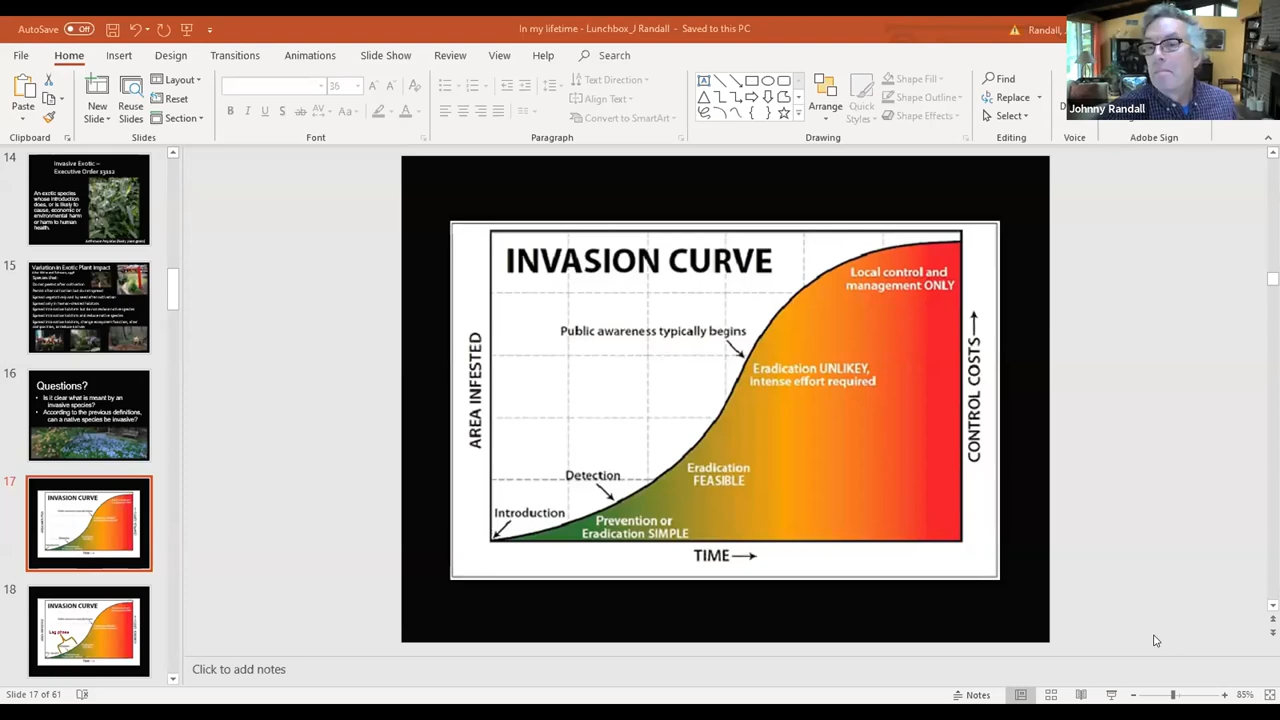 AutoSave Off
In my lifetime - Lunchbox_J Randall - Saved to this PC
Randall,
File Home Insert Design Transitions Slide Show Review View Help Search
Paste
New Slide
Reuse Slides
Layout
Reset
Section
36
Text Direction
Align Text
Convert to SmartArt
Arrange
Quick Styles
Shape Fill
Shape Outline
Shape Effects
Find
Replace
Select
Johnny Randall
Clipboard Slides Font Paragraph Drawing Editing Voice Adobe Sign
14
Invasive Exotic –
An exotic species
whose introduction
does, or is likely to
cause, economic or
environmental harm
or harm to human
health.
15
Variation in Exotic Plant Impact
16
Questions?
Is it clear what is meant by an
invasive species?
According to the previous definitions,
can a native species be invasive?
17
INVASION CURVE
18
INVASION CURVE
Lag phase
INVASION CURVE
Local control and
management ONLY
Public awareness typically begins
Eradication UNLIKEY,
intense effort required
AREA INFESTED
CONTROL COSTS
Eradication
FEASIBLE
Detection
Introduction
Prevention or
Eradication SIMPLE
TIME
Click to add notes
Slide 17 of 61
Notes
85%